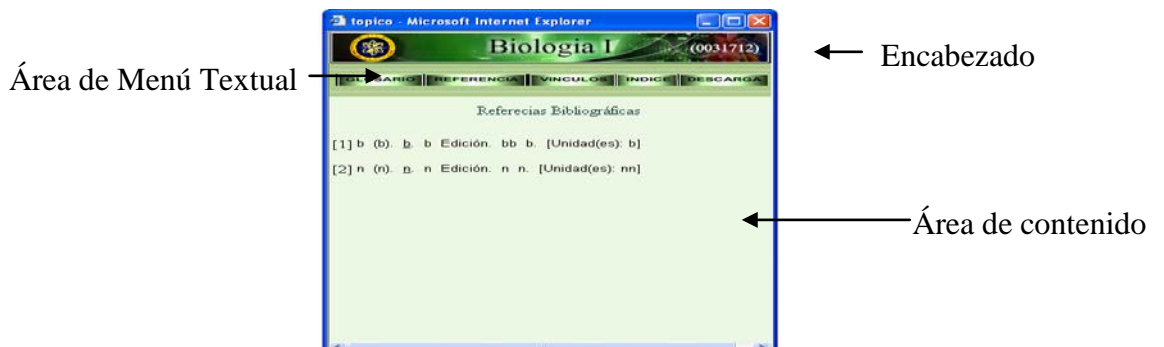 topico - Microsoft Internet Explorer
Biologia I (0031712)
Encabezado
Área de Menú Textual
GLOSARIO REFERENCIA VINCULOS INDICE DESCARGA
Referecias Bibliográficas
[1] b (b). b. b Edición. bb b. [Unidad(es): b]
[2] n (n). n. n Edición. n n. [Unidad(es): nn]
Área de contenido